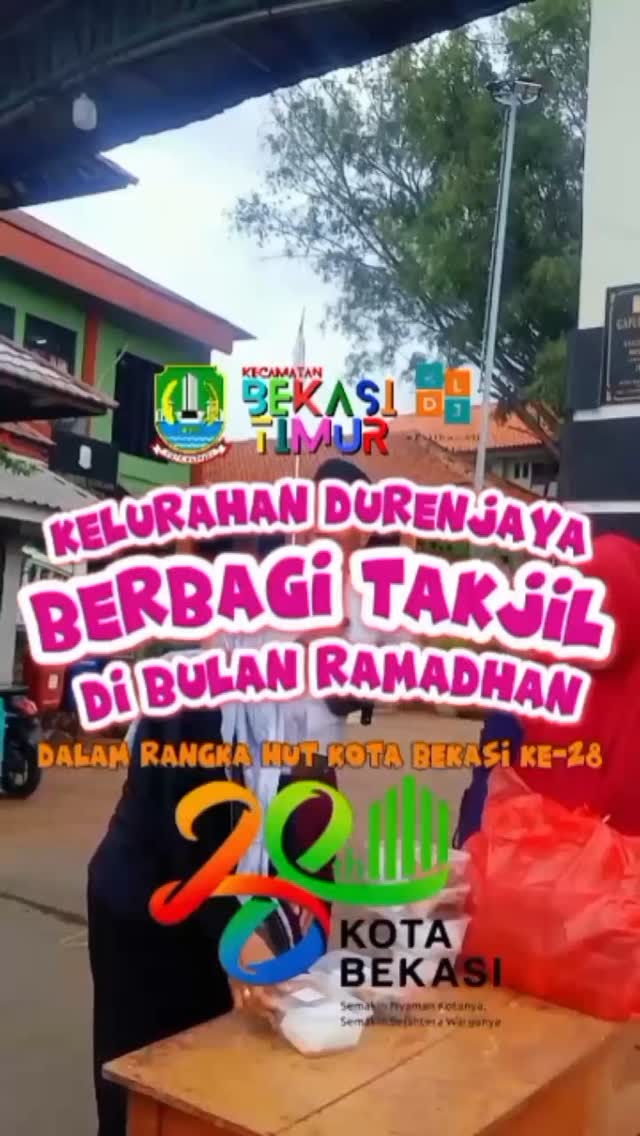 KECAMATAN
BEKASI
TIMUR
KELURAHAN DURENJAYA
BERBAGI TAKJIL
Di BULAN RAMADHAN
DALAM RANGKA HUT KOTA BEKASi KE-28
28
KOTA
BEKASI
Semakin Nyaman Kotanya,
Semakin Sejahtera Warganya